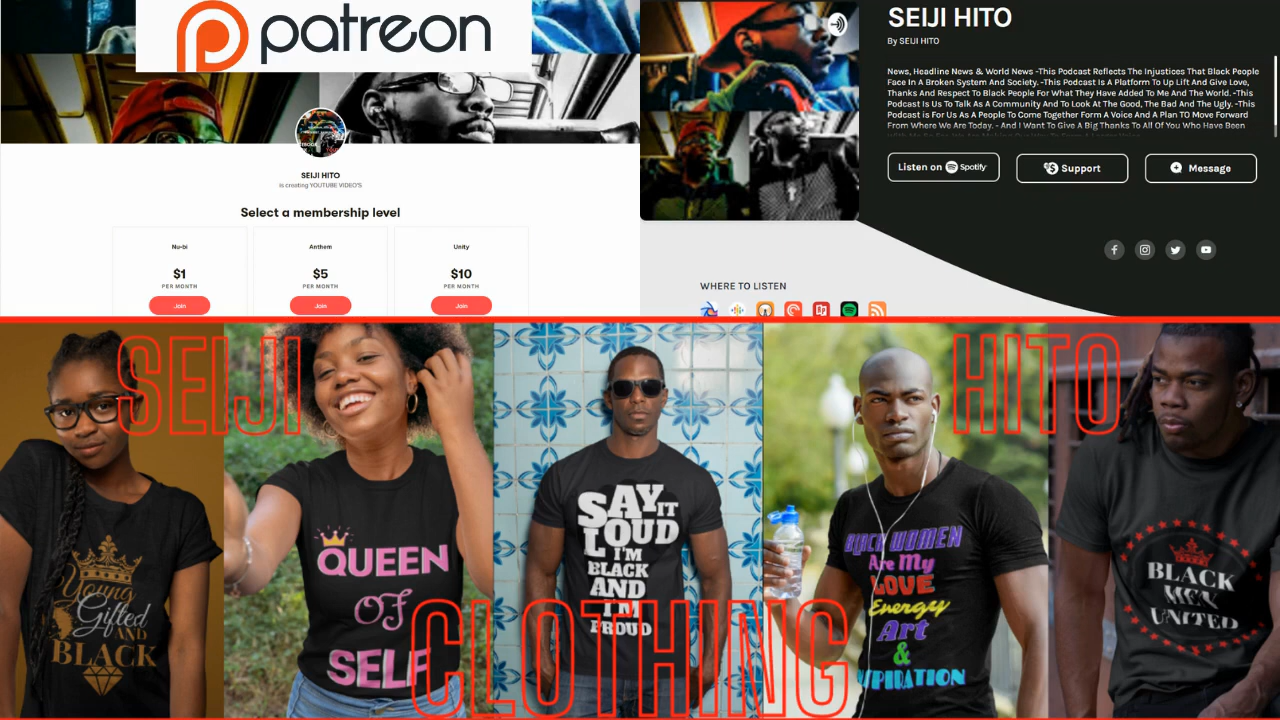 patreon
SEIJI HITO
is creating YOUTUBE VIDEO'S
Select a membership level
Nu-bi
$1
PER MONTH
Join
Anthem
$5
PER MONTH
Join
Unity
$10
PER MONTH
Join
SEIJI HITO
By SEIJI HITO
News, Headline News & World News -This Podcast Reflects The Injustices That Black People
Face In A Broken System And Society. -This Podcast Is A Platform To Up Lift And Give Love,
Thanks And Respect To Black People For What They Have Added To Me And The World. -This
Podcast Is Us To Talk As A Community And To Look At The Good, The Bad And The Ugly. -This
Podcast is For Us As A People To Come Together Form A Voice And A Plan TO Move Forward
From Where We Are Today. - And I Want To Give A Big Thanks To All Of You Who Have Been
Listen on Spotify
Support
Message
WHERE TO LISTEN
SEIJI
HITO
CLOTHING
Young
Gifted
AND
BLACK
QUEEN
OF
SELF
SAY IT
LOUD
I'M
BLACK
AND
I'M
PROUD
BLACK WOMEN
Are My
LOVE
Energy
Art
&
INSPIRATION
BLACK
MEN
UNITED